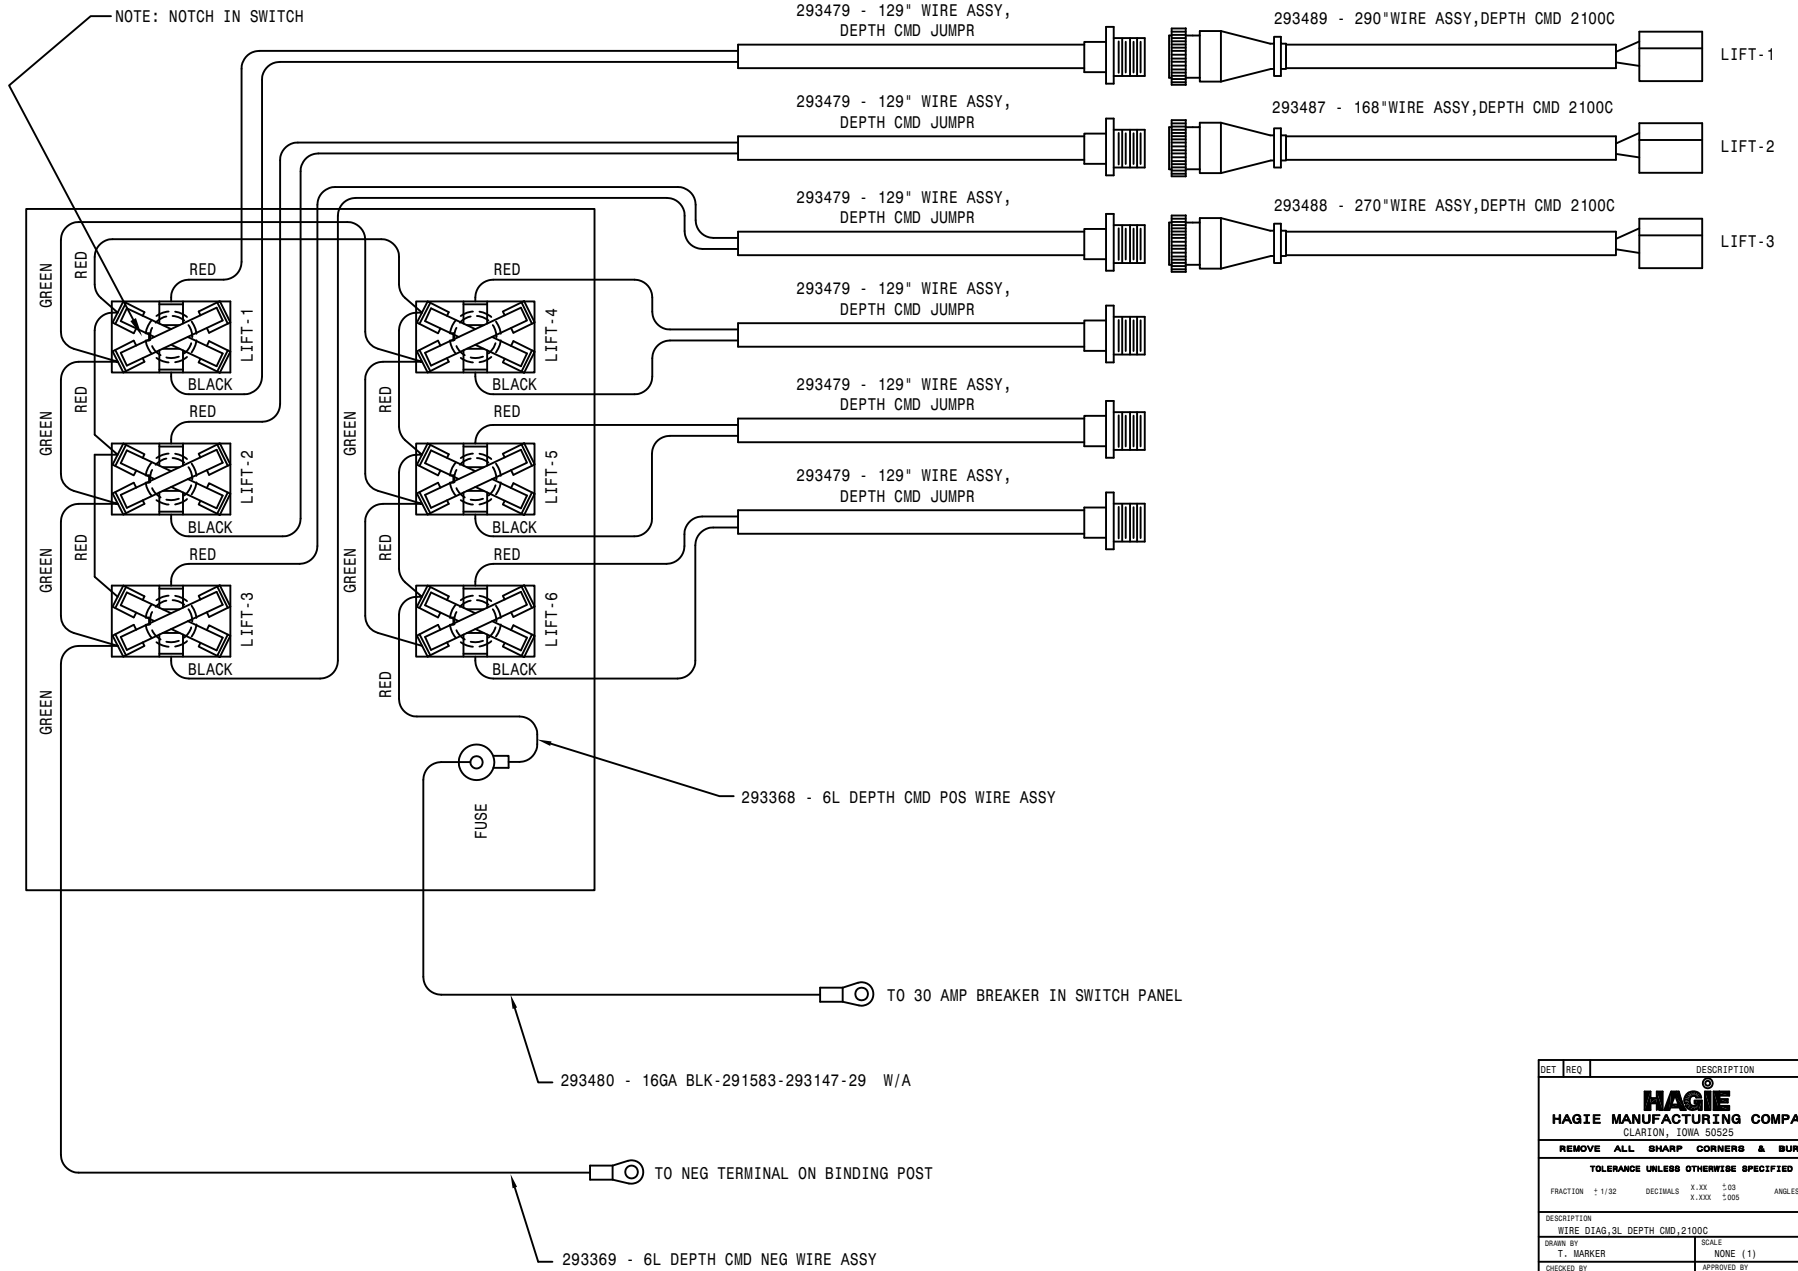 NOTE: NOTCH IN SWITCH
293479 - 129" WIRE ASSY,
DEPTH CMD JUMPR
293489 - 290"WIRE ASSY,DEPTH CMD 2100C
LIFT-1
293479 - 129" WIRE ASSY,
DEPTH CMD JUMPR
293487 - 168"WIRE ASSY,DEPTH CMD 2100C
LIFT-2
293479 - 129" WIRE ASSY,
DEPTH CMD JUMPR
293488 - 270"WIRE ASSY,DEPTH CMD 2100C
LIFT-3
293479 - 129" WIRE ASSY,
DEPTH CMD JUMPR
293479 - 129" WIRE ASSY,
DEPTH CMD JUMPR
293479 - 129" WIRE ASSY,
DEPTH CMD JUMPR
GREEN
RED
RED
LIFT-1
BLACK
RED
LIFT-4
BLACK
GREEN
RED
RED
LIFT-2
BLACK
GREEN
RED
RED
LIFT-5
BLACK
GREEN
RED
RED
LIFT-3
BLACK
GREEN
RED
RED
LIFT-6
BLACK
GREEN
RED
FUSE
293368 - 6L DEPTH CMD POS WIRE ASSY
TO 30 AMP BREAKER IN SWITCH PANEL
293480 - 16GA BLK-291583-293147-29 W/A
TO NEG TERMINAL ON BINDING POST
293369 - 6L DEPTH CMD NEG WIRE ASSY
DET REQ DESCRIPTION
HAGIE
HAGIE MANUFACTURING COMPA
CLARION, IOWA 50525
REMOVE ALL SHARP CORNERS & BUR
TOLERANCE UNLESS OTHERWISE SPECIFIED
FRACTION ± 1/32 DECIMALS X.XX ±.03 ANGLES
X.XXX ±.005
DESCRIPTION
WIRE DIAG,3L DEPTH CMD,2100C
DRAWN BY SCALE
T. MARKER NONE (1)
CHECKED BY APPROVED BY